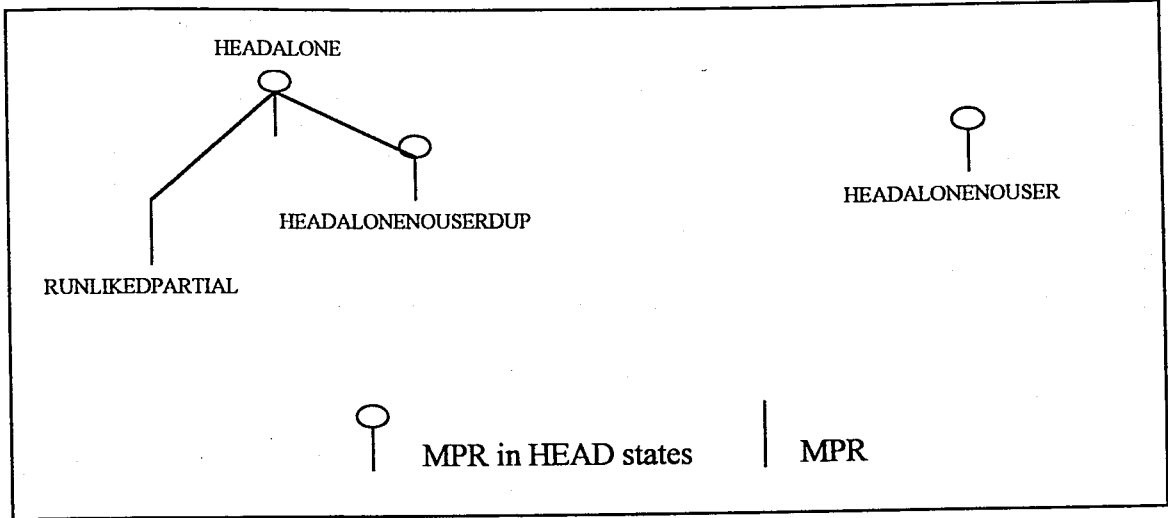 HEADALONE
HEADALONENOUSER
HEADALONENOUSERDUP
RUNLIKEDPARTIAL
MPR in HEAD states
MPR